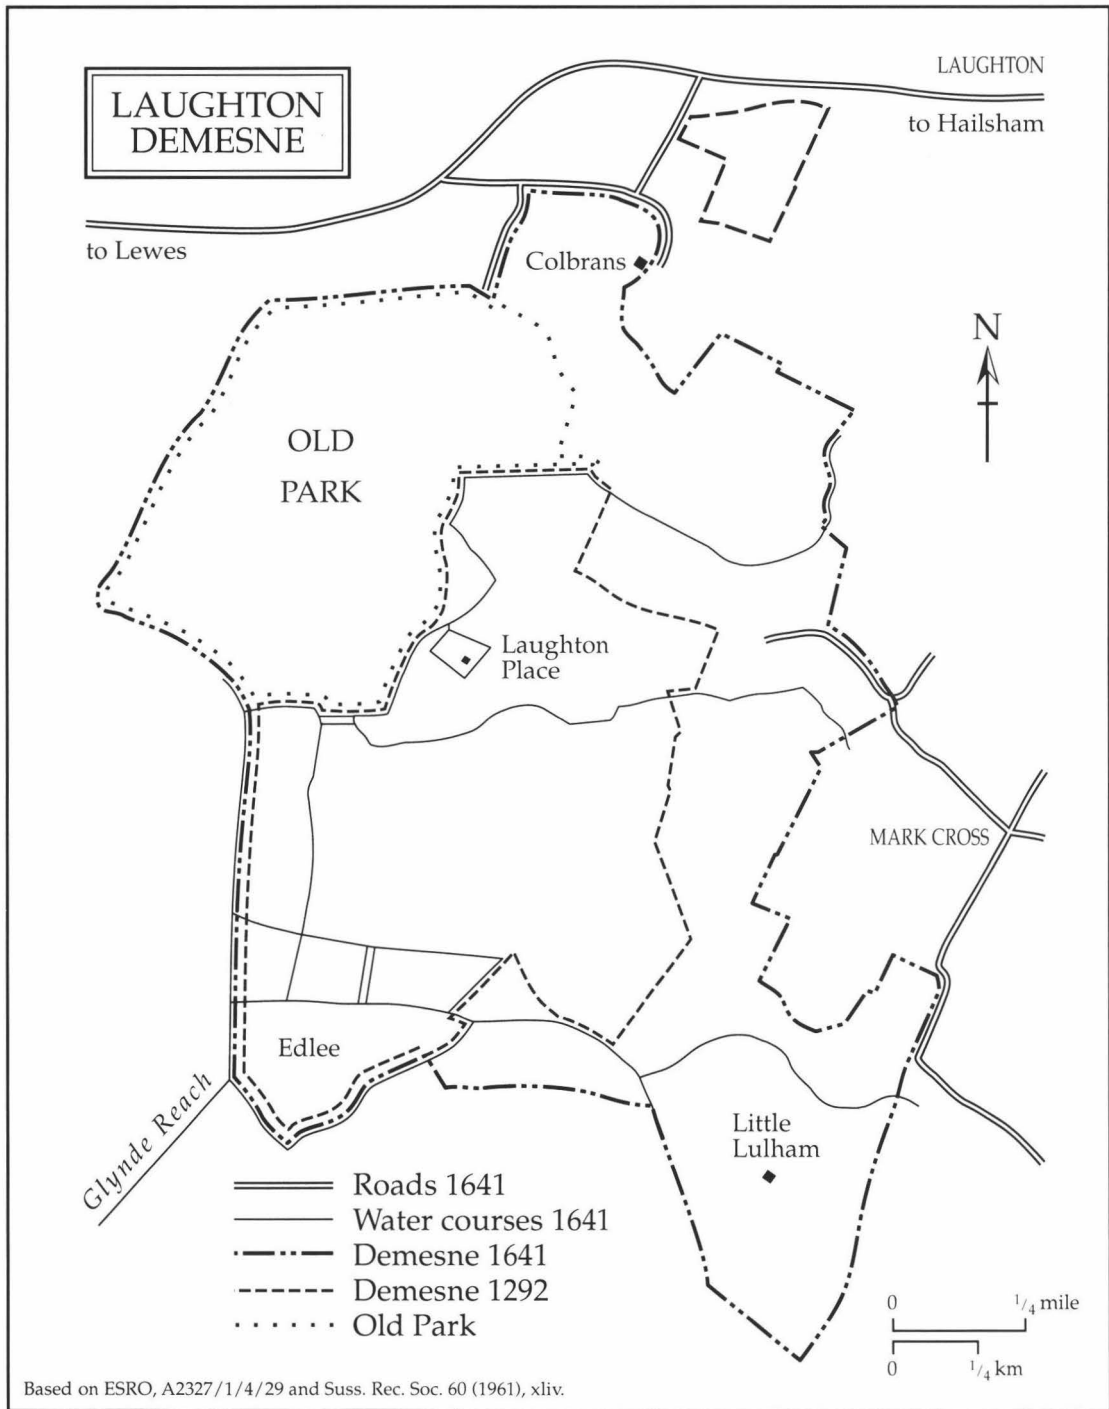 LAUGHTON
DEMESNE
LAUGHTON
to Hailsham
to Lewes
Colbrans
N
OLD
PARK
Laughton
Place
MARK CROSS
Edlee
Glynde Reach
Little
Lulham
Roads 1641
Water courses 1641
Demesne 1641
Demesne 1292
Old Park
0 1/4 mile
0 1/4 km
Based on ESRO, A2327/1/4/29 and Suss. Rec. Soc. 60 (1961), xliv.